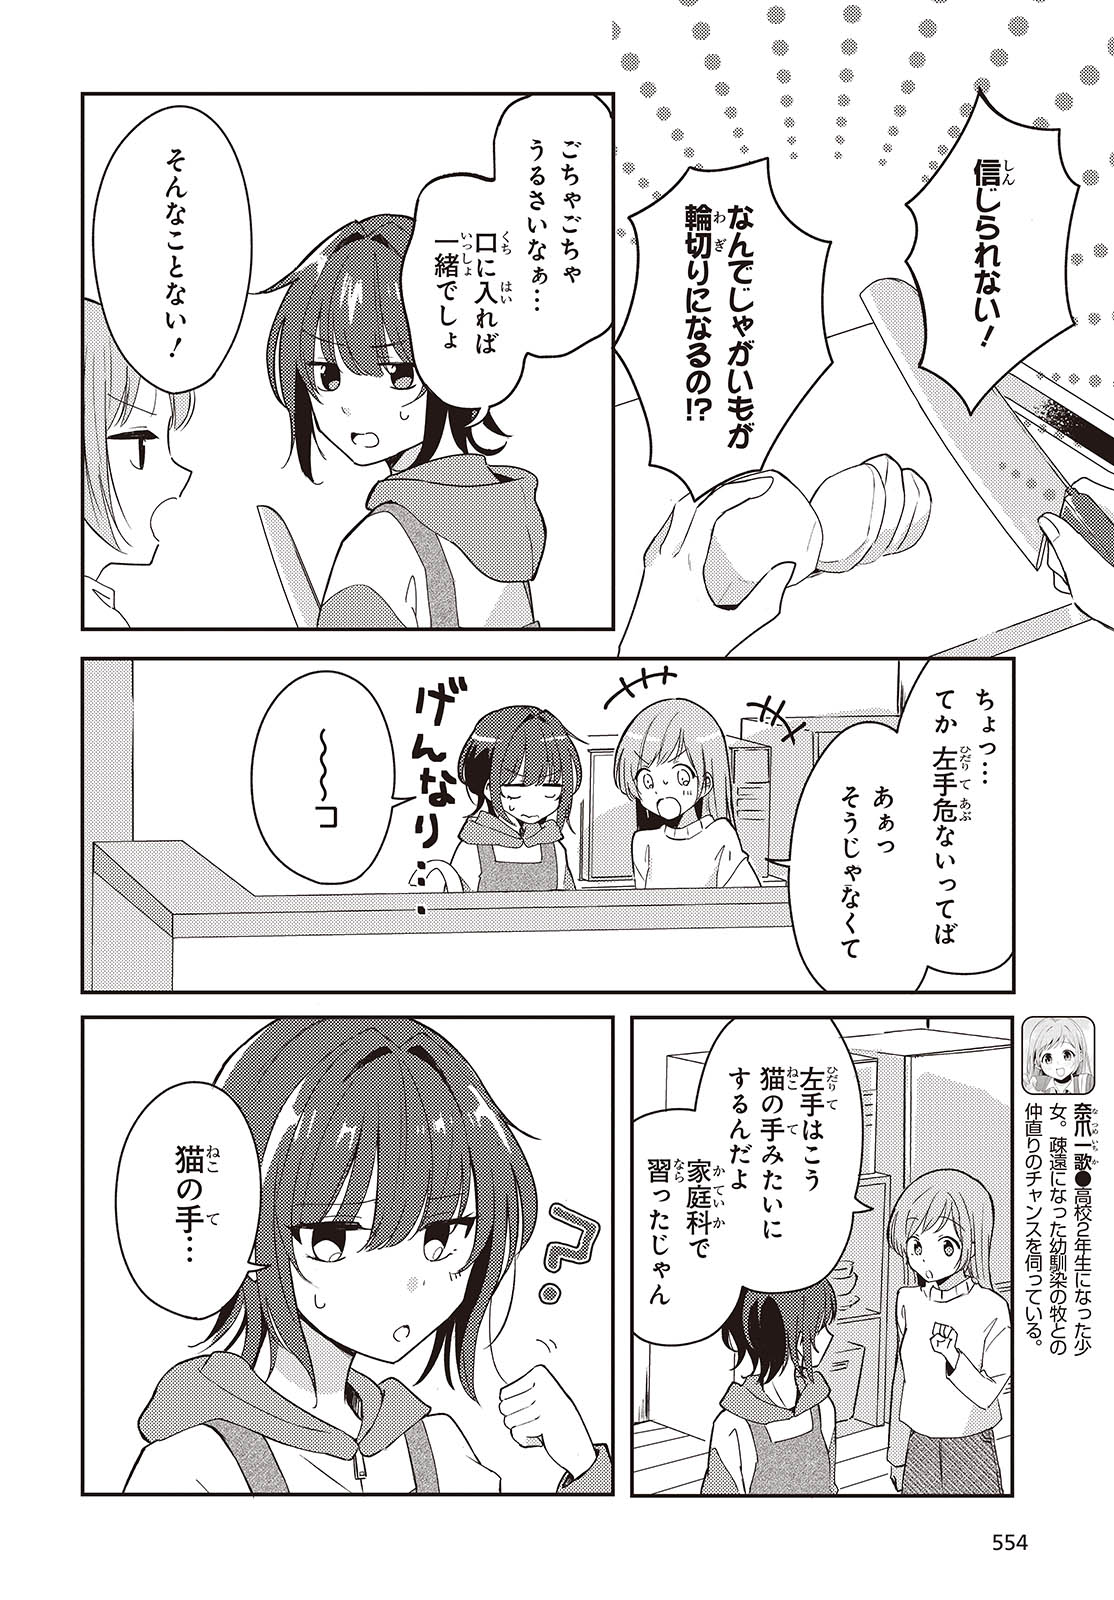 信じられない!
なんでじゃがいもが
輪切りになるの!?
ごちゃごちゃ
うるさいなぁ…
口に入れば
一緒でしょ
そんなことない!
ちょっ…
てか 左手危ないってば
あぁっ
そうじゃなくて
げんなり……
〜〜コ
左手はこう
猫の手みたいに
するんだよ
家庭科で
習ったじゃん
猫の手…
?
奈爪一歌●高校2年生になった少
女。疎遠になった幼馴染の牧との
仲直りのチャンスを伺っている。
554